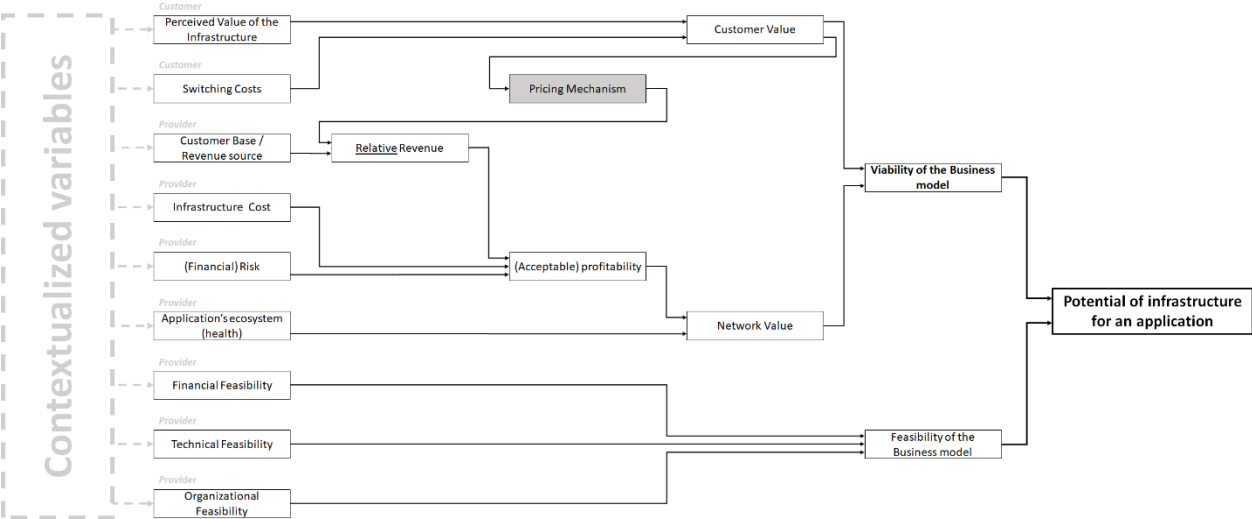 Contextualized variables
Customer
Perceived Value of the
Infrastructure
Customer Value
Customer
Switching Costs
Pricing Mechanism
Provider
Customer Base /
Revenue source
Relative Revenue
Viability of the Business
model
Provider
Infrastructure Cost
Provider
(Financial) Risk
(Acceptable) profitability
Potential of infrastructure
for an application
Provider
Application's ecosystem
(health)
Network Value
Provider
Financial Feasibility
Provider
Technical Feasibility
Feasibility of the
Business model
Provider
Organizational
Feasibility